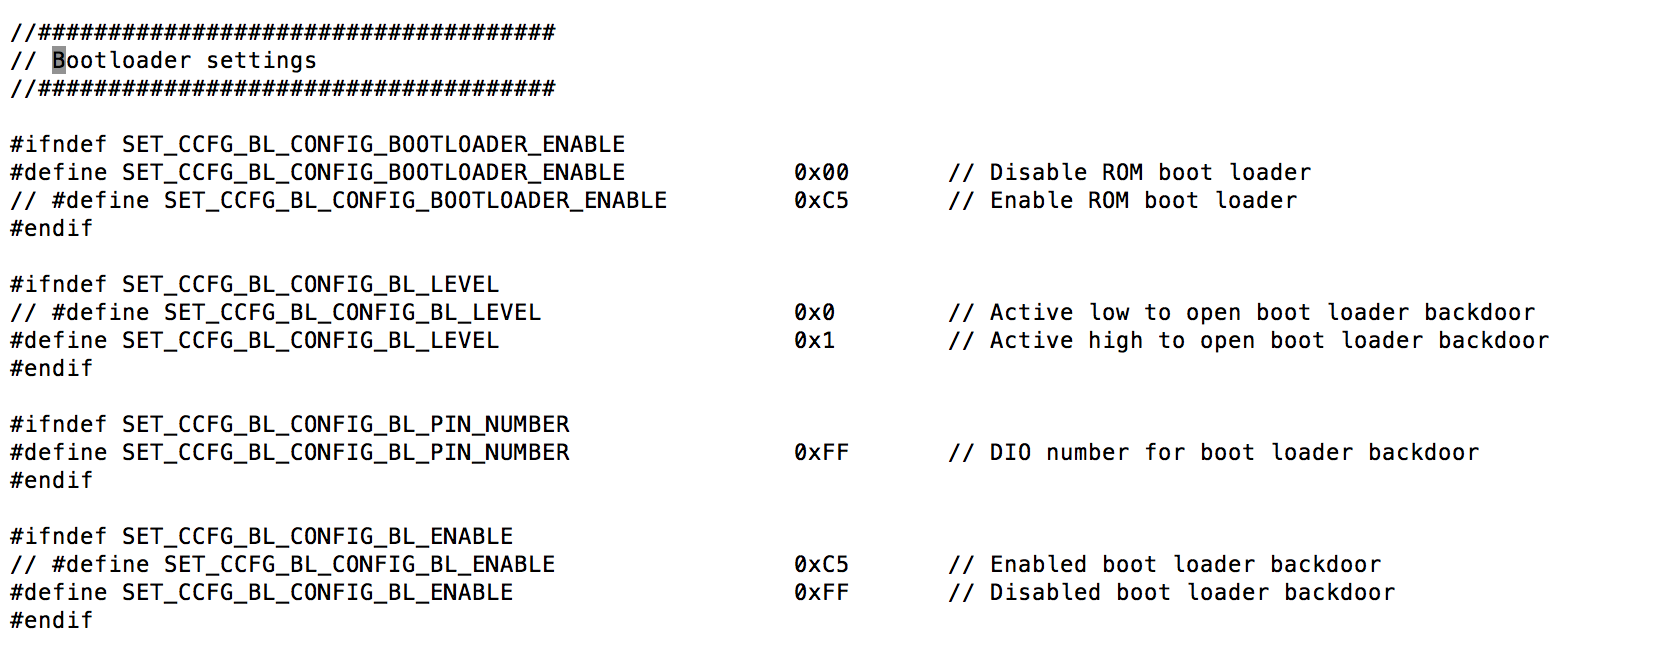 //#####################################
// Bootloader settings
//#####################################
#ifndef SET_CCFG_BL_CONFIG_BOOTLOADER_ENABLE
#define SET_CCFG_BL_CONFIG_BOOTLOADER_ENABLE            0x00       // Disable ROM boot loader
// #define SET_CCFG_BL_CONFIG_BOOTLOADER_ENABLE         0xC5       // Enable ROM boot loader
#endif
#ifndef SET_CCFG_BL_CONFIG_BL_LEVEL
// #define SET_CCFG_BL_CONFIG_BL_LEVEL                  0x0        // Active low to open boot loader backdoor
#define SET_CCFG_BL_CONFIG_BL_LEVEL                     0x1        // Active high to open boot loader backdoor
#endif
#ifndef SET_CCFG_BL_CONFIG_BL_PIN_NUMBER
#define SET_CCFG_BL_CONFIG_BL_PIN_NUMBER                0xFF       // DIO number for boot loader backdoor
#endif
#ifndef SET_CCFG_BL_CONFIG_BL_ENABLE
// #define SET_CCFG_BL_CONFIG_BL_ENABLE                 0xC5       // Enabled boot loader backdoor
#define SET_CCFG_BL_CONFIG_BL_ENABLE                    0xFF       // Disabled boot loader backdoor
#endif